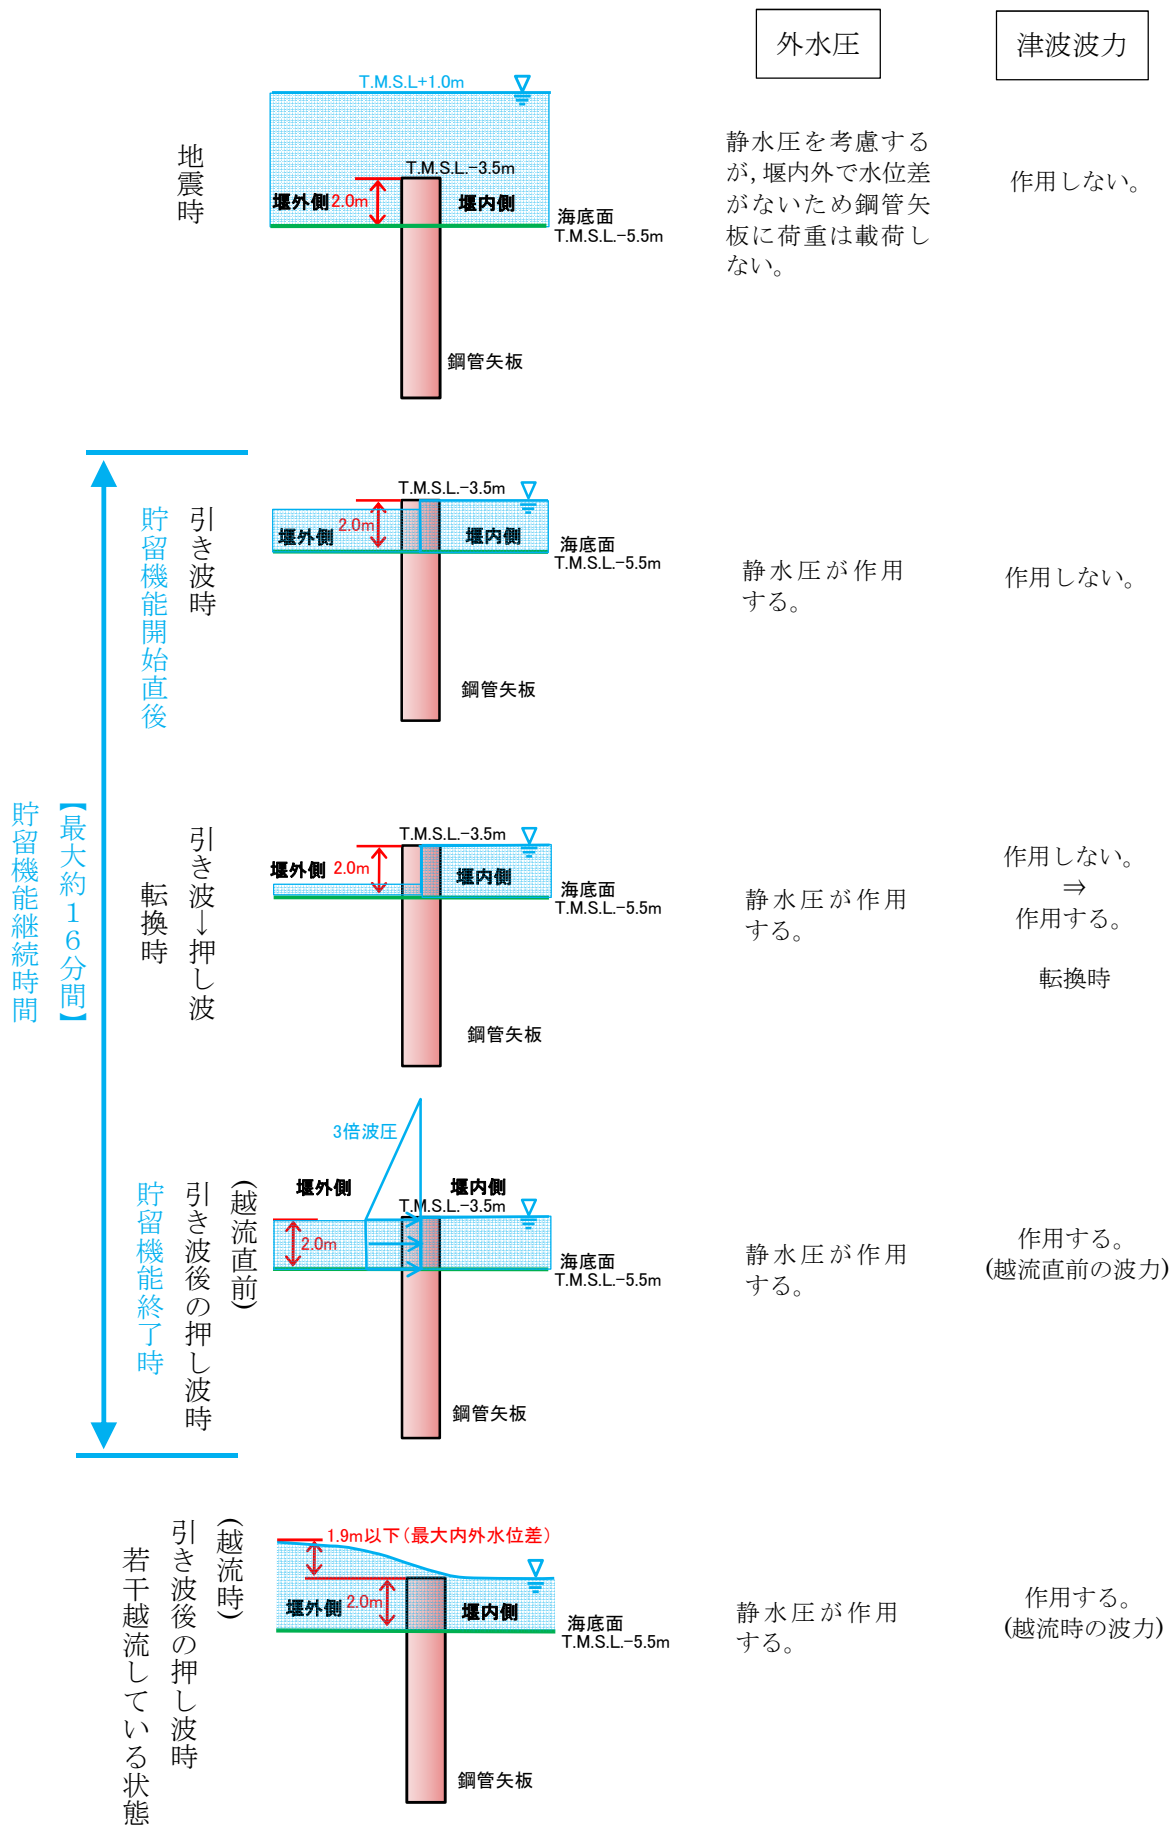 外水圧
津波波力
地震時
T.M.S.L+1.0m
T.M.S.L.-3.5m
堰外側
2.0m
堰内側
海底面
T.M.S.L.-5.5m
鋼管矢板
静水圧を考慮する
が,堰内外で水位差
がないため鋼管矢
板に荷重は載荷し
ない。
作用しない。
貯留機能継続時間
【最大約16分間】
引き波時
貯留機能開始直後
T.M.S.L.-3.5m
堰外側
2.0m
堰内側
海底面
T.M.S.L.-5.5m
鋼管矢板
静水圧が作用
する。
作用しない。
引き波→押し波
転換時
T.M.S.L.-3.5m
堰外側
2.0m
堰内側
海底面
T.M.S.L.-5.5m
鋼管矢板
静水圧が作用
する。
作用しない。
⇒
作用する。
転換時
(越流直前)
引き波後の押し波時
貯留機能終了時
3倍波圧
堰外側
堰内側
T.M.S.L.-3.5m
2.0m
海底面
T.M.S.L.-5.5m
鋼管矢板
静水圧が作用
する。
作用する。
(越流直前の波力)
(越流時)
引き波後の押し波時
若干越流している状態
1.9m以下(最大内外水位差)
堰外側
2.0m
堰内側
海底面
T.M.S.L.-5.5m
鋼管矢板
静水圧が作用
する。
作用する。
(越流時の波力)